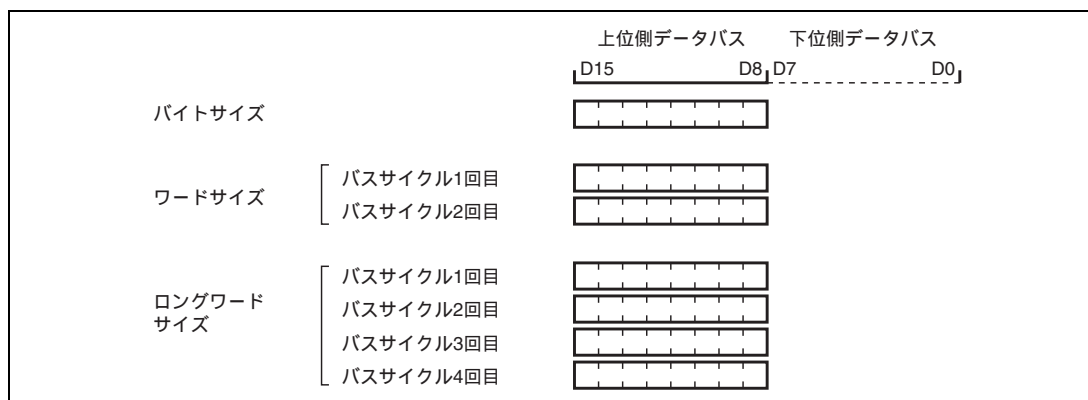 上位側データバス 下位側データバス
D15 D8 D7 D0
バイトサイズ
ワードサイズ
バスサイクル1回目
バスサイクル2回目
ロングワード
サイズ
バスサイクル1回目
バスサイクル2回目
バスサイクル3回目
バスサイクル4回目